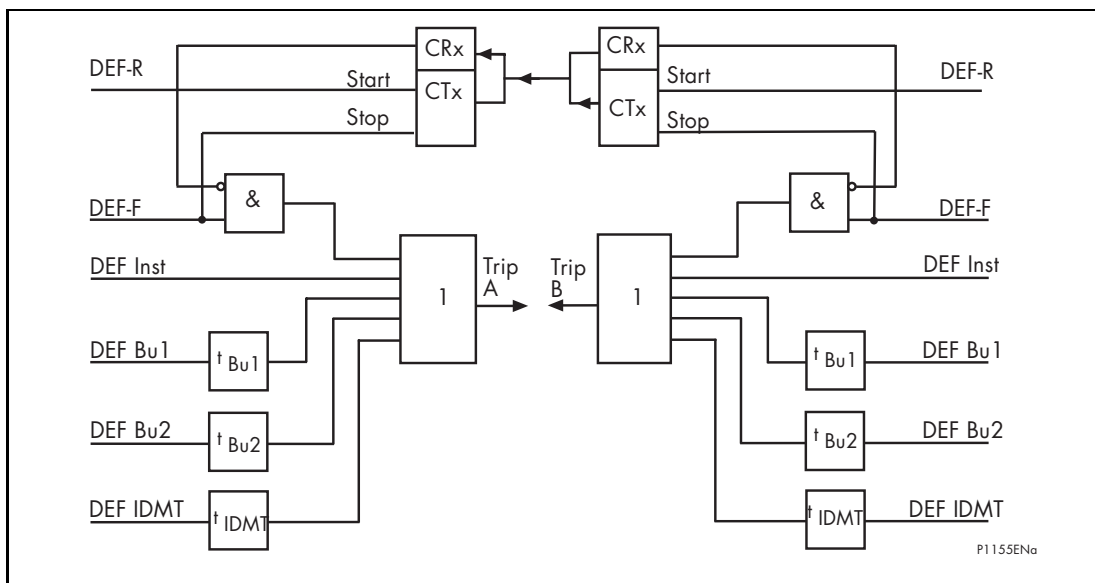 CRx
CRx
DEF-R
Start
CTx
CTx
Start
DEF-R
Stop
Stop
&
&
DEF-F
DEF-F
DEF Inst
DEF Inst
Trip A
Trip B
1
1
DEF Bu1
t Bu1
t Bu1
DEF Bu1
DEF Bu2
t Bu2
t Bu2
DEF Bu2
DEF IDMT
t IDMT
t IDMT
DEF IDMT
P1155ENa